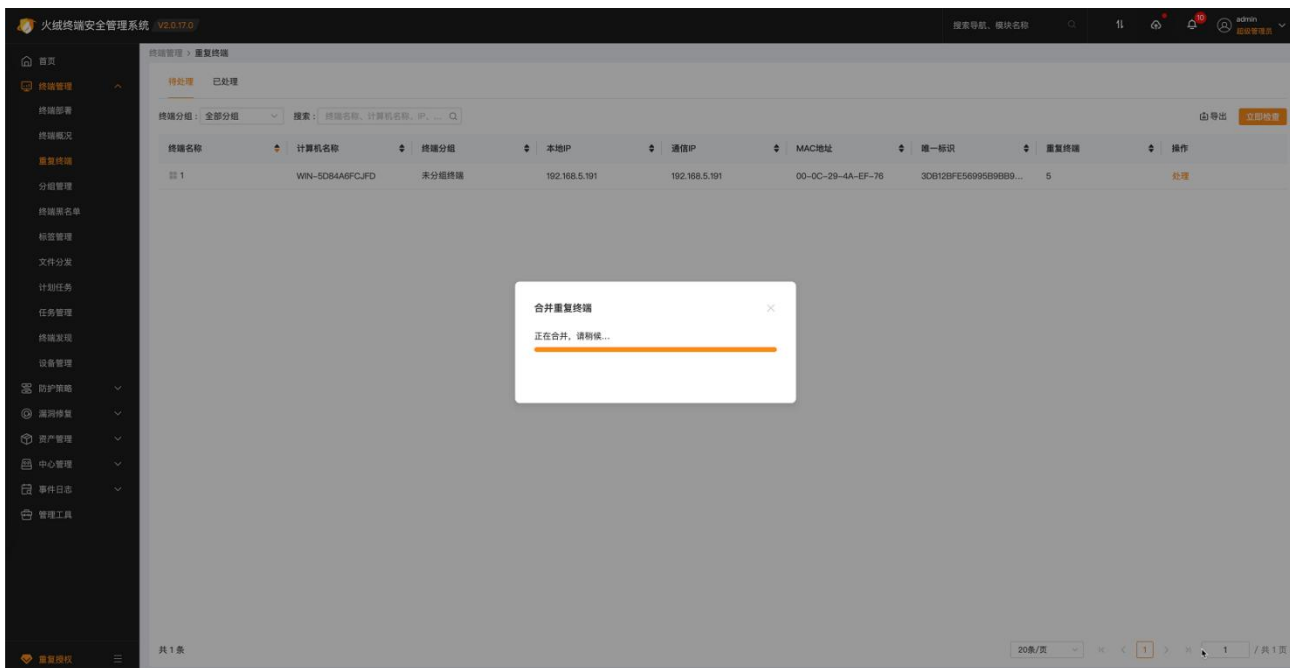 火绒终端安全管理系统 V2.0.17.0
搜索导航、模块名称
10
admin
超级管理员
首页
终端管理
终端部署
终端概况
重复终端
分组管理
终端黑名单
标签管理
文件分发
计划任务
任务管理
终端发现
设备管理
防护策略
漏洞修复
资产管理
中心管理
事件日志
管理工具
重复授权
终端管理 › 重复终端
待处理 已处理
终端分组： 全部分组 搜索： 终端名称、计算机名称、IP、... 导出 立即检查
终端名称 计算机名称 终端分组 本地IP 通信IP MAC地址 唯一标识 重复终端 操作
1 WIN-5D84A6FCJFD 未分组终端 192.168.5.191 192.168.5.191 00-0C-29-4A-EF-76 3DB12BFE56995B9BB9... 5 处理
合并重复终端
正在合并，请稍候...
共 1 条 20条/页 1 1 / 共 1 页